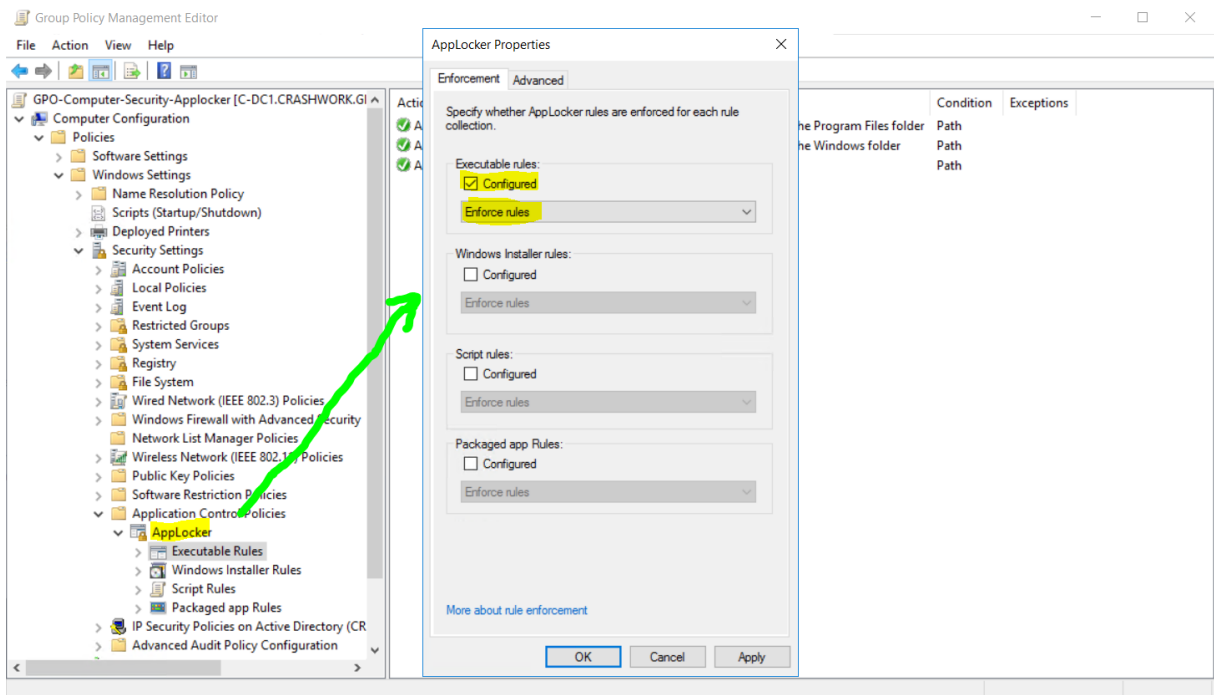 Group Policy Management Editor
File Action View Help
GPO-Computer-Security-Applocker [C-DC1.CRASHWORK.GI
Computer Configuration
Policies
Software Settings
Windows Settings
Name Resolution Policy
Scripts (Startup/Shutdown)
Deployed Printers
Security Settings
Account Policies
Local Policies
Event Log
Restricted Groups
System Services
Registry
File System
Wired Network (IEEE 802.3) Policies
Windows Firewall with Advanced Security
Network List Manager Policies
Wireless Network (IEEE 802.11) Policies
Public Key Policies
Software Restriction Policies
Application Control Policies
AppLocker
Executable Rules
Windows Installer Rules
Script Rules
Packaged app Rules
IP Security Policies on Active Directory (CR
Advanced Audit Policy Configuration
Actic
A
A
A
AppLocker Properties
Enforcement Advanced
Specify whether AppLocker rules are enforced for each rule
collection.
Executable rules:
Configured
Enforce rules
Windows Installer rules:
Configured
Enforce rules
Script rules:
Configured
Enforce rules
Packaged app Rules:
Configured
Enforce rules
More about rule enforcement
OK Cancel Apply
Condition Exceptions
he Program Files folder Path
he Windows folder Path
Path